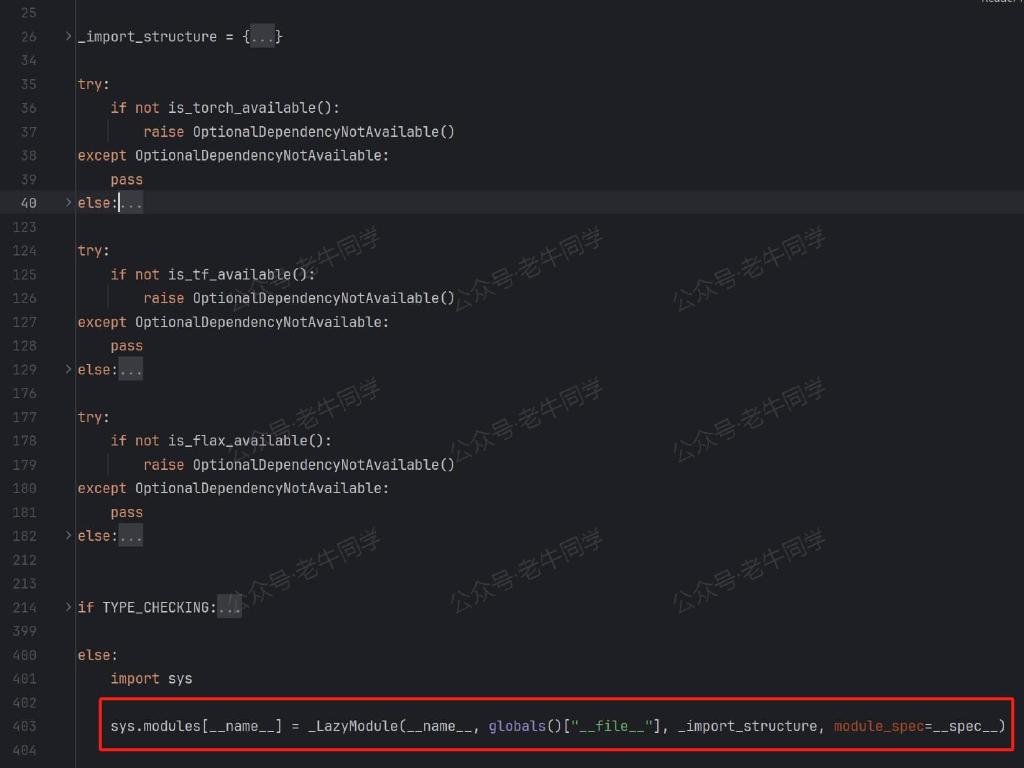 25
26 _import_structure = {...}
34
35 try:
36 if not is_torch_available():
37 raise OptionalDependencyNotAvailable()
38 except OptionalDependencyNotAvailable:
39 pass
40 else:...
123
124 try:
125 if not is_tf_available():
126 raise OptionalDependencyNotAvailable()
127 except OptionalDependencyNotAvailable:
128 pass
129 else:...
176
177 try:
178 if not is_flax_available():
179 raise OptionalDependencyNotAvailable()
180 except OptionalDependencyNotAvailable:
181 pass
182 else:...
212
213
214 if TYPE_CHECKING:...
399
400 else:
401 import sys
402
403 sys.modules[__name__] = _LazyModule(__name__, globals()["__file__"], _import_structure, module_spec=__spec__)
404
公众号·老牛同学 公众号·老牛同学 公众号·老牛同学
公众号·老牛同学 公众号·老牛同学 公众号·老牛同学
公众号·老牛同学 公众号·老牛同学 公众号·老牛同学